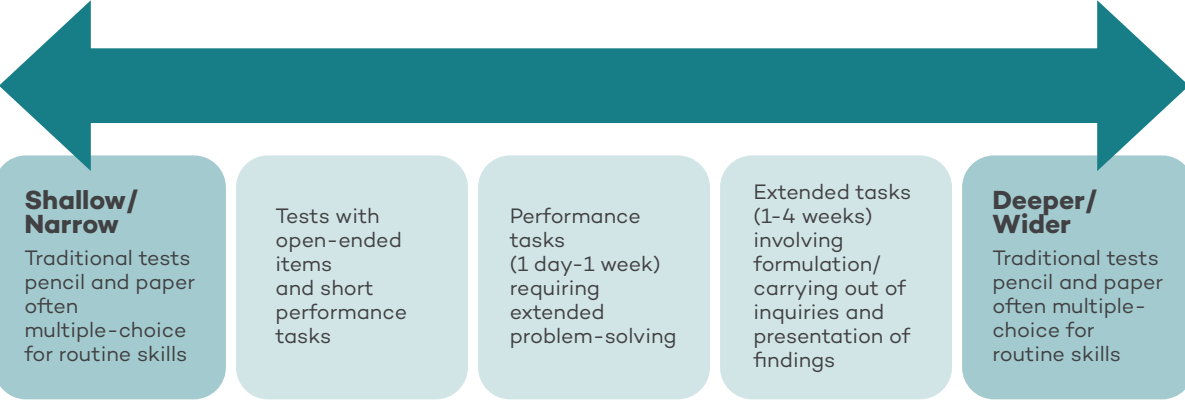 Shallow/
Narrow
Traditional tests
pencil and paper
often
multiple-choice
for routine skills
Tests with
open-ended
items
and short
performance
tasks
Performance
tasks
(1 day-1 week)
requiring
extended
problem-solving
Extended tasks
(1-4 weeks)
involving
formulation/
carrying out of
inquiries and
presentation of
findings
Deeper/
Wider
Traditional tests
pencil and paper
often multiple-
choice for
routine skills